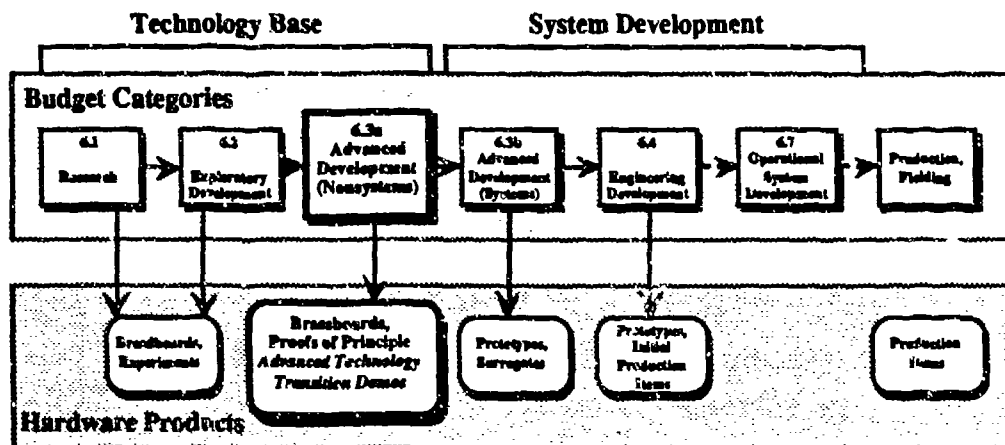 Technology Base
System Development
Budget Categories
6.1
Research
6.2
Exploratory
Development
6.3a
Advanced
Development
(Nonsystems)
6.3b
Advanced
Development
(Systems)
6.4
Engineering
Development
6.7
Operational
System
Development
Production,
Fielding
Breadboards,
Experiments
Brassboards,
Proofs of Principle
Advanced Technology
Transition Demos
Prototypes,
Surrogates
Prototypes,
Initial
Production
Items
Production
Items
Hardware Products